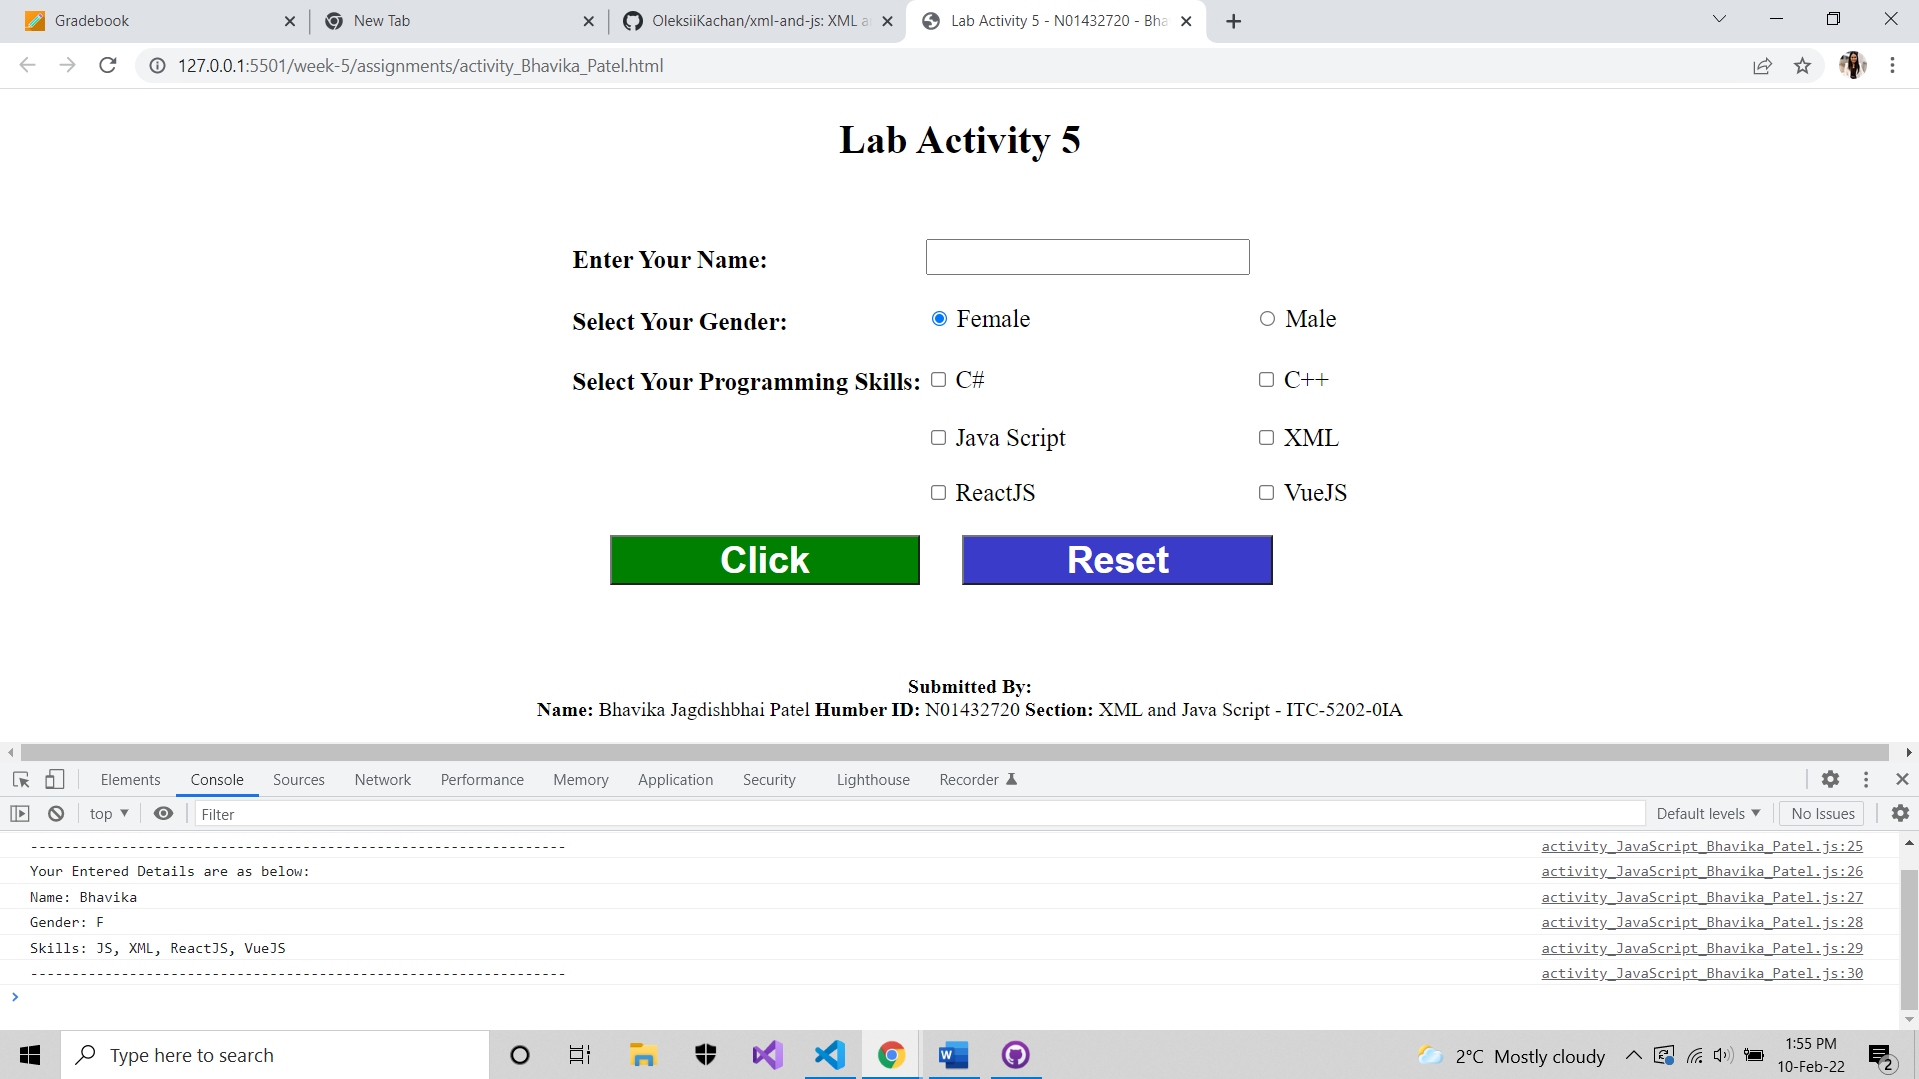 Gradebook
New Tab
OleksiiKachan/xml-and-js: XML a
Lab Activity 5 - N01432720 - Bha
127.0.0.1:5501/week-5/assignments/activity_Bhavika_Patel.html
Lab Activity 5
Enter Your Name:
Select Your Gender: Female Male
Select Your Programming Skills: C# C++
Java Script XML
ReactJS VueJS
Click Reset
Submitted By:
Name: Bhavika Jagdishbhai Patel Humber ID: N01432720 Section: XML and Java Script - ITC-5202-0IA
Elements Console Sources Network Performance Memory Application Security Lighthouse Recorder
top Filter Default levels No Issues
----------------------------------------------------------------- activity_JavaScript_Bhavika_Patel.js:25
Your Entered Details are as below: activity_JavaScript_Bhavika_Patel.js:26
Name: Bhavika activity_JavaScript_Bhavika_Patel.js:27
Gender: F activity_JavaScript_Bhavika_Patel.js:28
Skills: JS, XML, ReactJS, VueJS activity_JavaScript_Bhavika_Patel.js:29
----------------------------------------------------------------- activity_JavaScript_Bhavika_Patel.js:30
Type here to search
2°C Mostly cloudy
1:55 PM
10-Feb-22
2